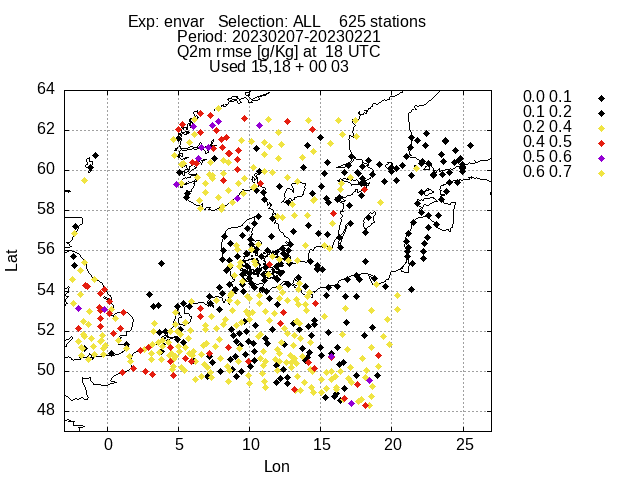 Exp: envar   Selection: ALL    625 stations
Period: 20230207-20230221
Q2m rmse [g/Kg] at  18 UTC
Used 15,18 + 00 03
64
62
60
58
56
54
52
50
48
Lat
0 5 10 15 20 25
Lon
0.0 0.1
0.1 0.2
0.2 0.4
0.4 0.5
0.5 0.6
0.6 0.7